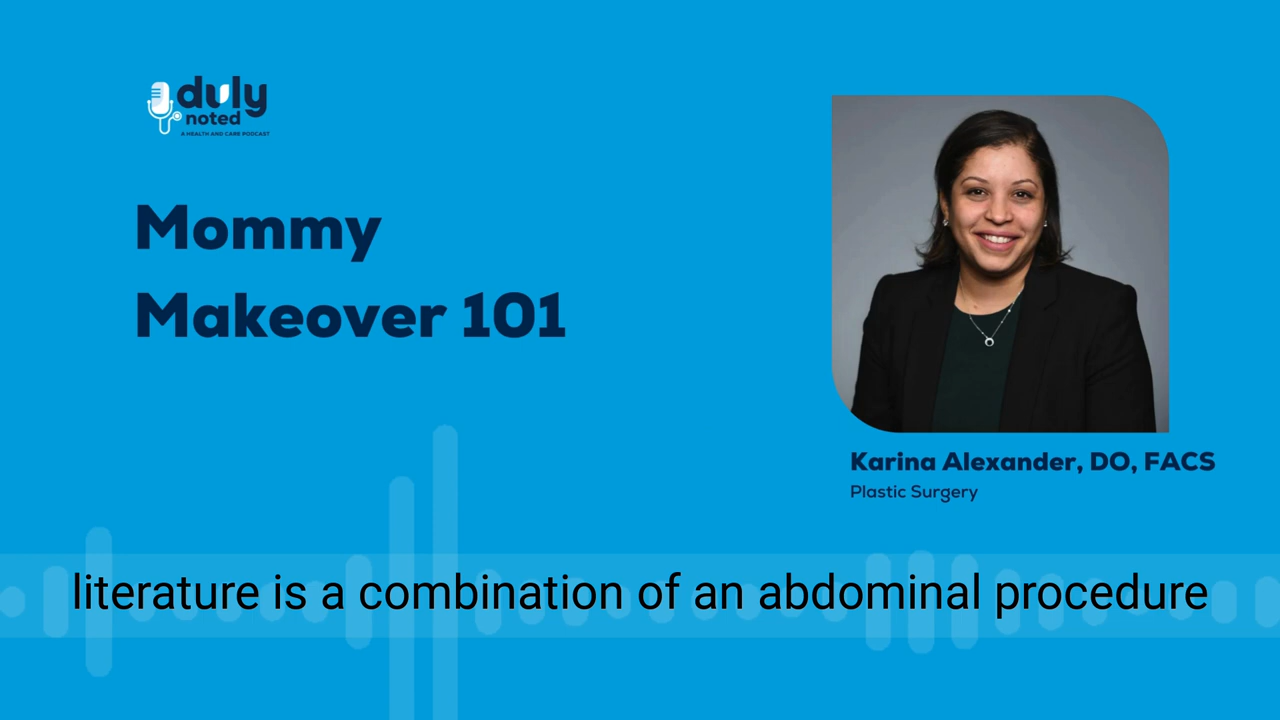 duly
noted
A HEALTH AND CARE PODCAST
Mommy
Makeover 101
Karina Alexander, DO, FACS
Plastic Surgery
literature is a combination of an abdominal procedure